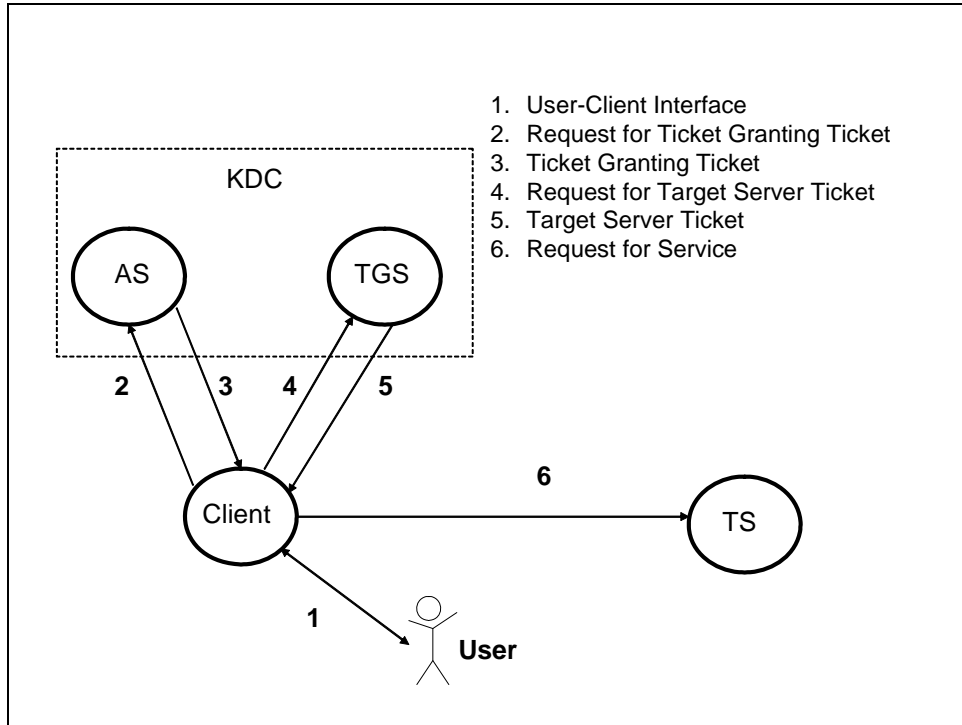 1. User-Client Interface
2. Request for Ticket Granting Ticket
3. Ticket Granting Ticket
4. Request for Target Server Ticket
5. Target Server Ticket
6. Request for Service
KDC
AS
TGS
2
3
4
5
6
Client
TS
1
User